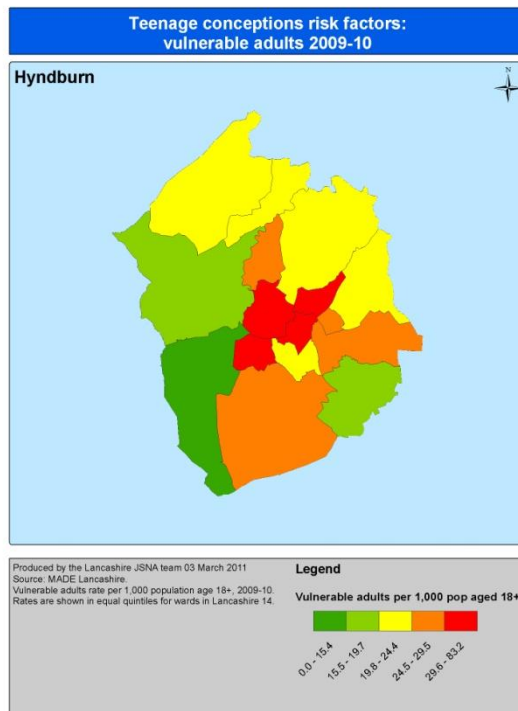 Teenage conceptions risk factors:
vulnerable adults 2009-10
Hyndburn
N
Produced by the Lancashire JSNA team 03 March 2011
Source: MADE Lancashire.
Vulnerable adults rate per 1,000 population age 18+, 2009-10.
Rates are shown in equal quintiles for wards in Lancashire 14.
Legend
Vulnerable adults per 1,000 pop aged 18+
0.0 - 15.4
15.5 - 19.7
19.8 - 24.4
24.5 - 29.5
29.6 - 83.2